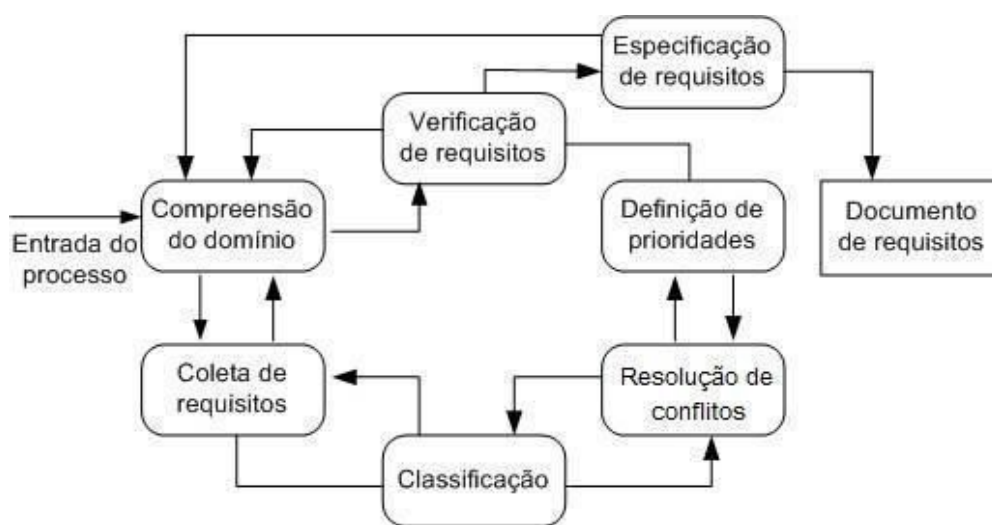 Especificação
de requisitos
Verificação
de requisitos
Compreensão
do domínio
Definição de
prioridades
Documento
de requisitos
Entrada do
processo
Coleta de
requisitos
Resolução de
conflitos
Classificação